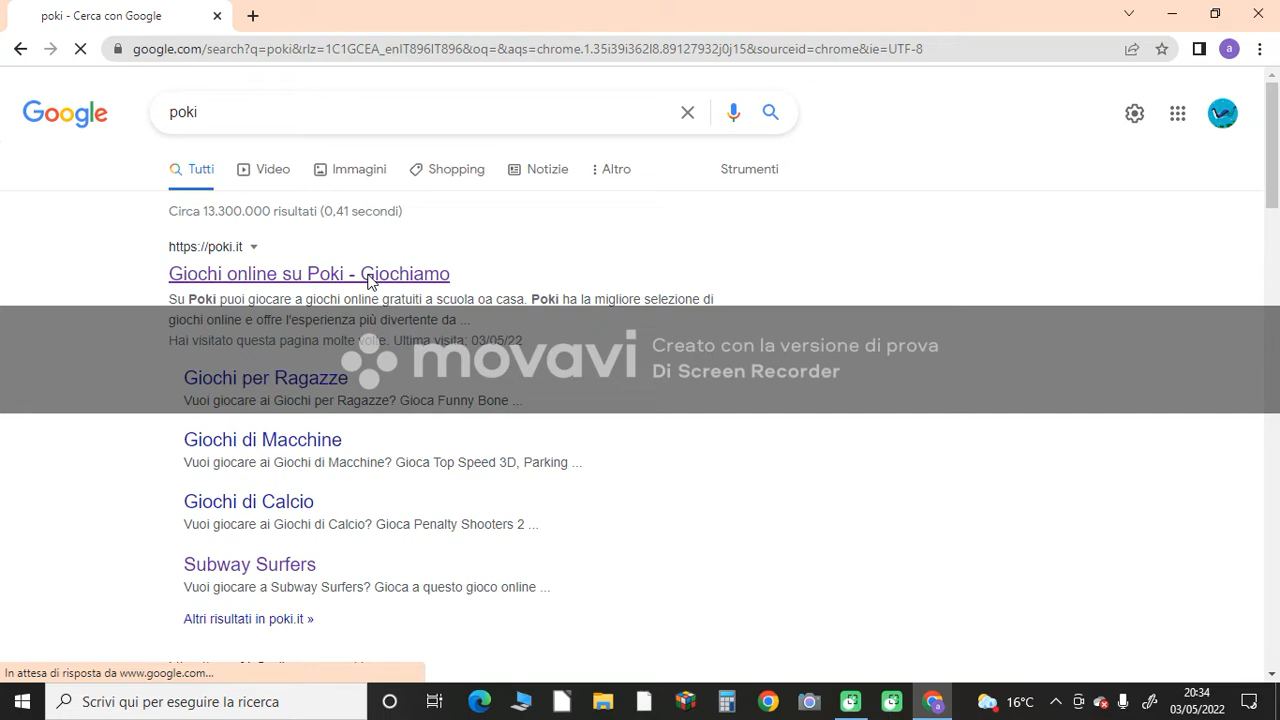 poki - Cerca con Google
google.com/search?q=poki&rlz=1C1GCEA_enIT896IT896&oq=&aqs=chrome.1.35i39i362l8.89127932j0j15&sourceid=chrome&ie=UTF-8
a
Google
poki
Tutti
Video
Immagini
Shopping
Notizie
Altro
Strumenti
Circa 13.300.000 risultati (0,41 secondi)
https://poki.it
Giochi online su Poki - Giochiamo
Su Poki puoi giocare a giochi online gratuiti a scuola oa casa. Poki ha la migliore selezione di
giochi online e offre l'esperienza più divertente da ...
Hai visitato questa pagina molte volte. Ultima visita: 03/05/22
movavi
Creato con la versione di prova
Di Screen Recorder
Giochi per Ragazze
Vuoi giocare ai Giochi per Ragazze? Gioca Funny Bone ...
Giochi di Macchine
Vuoi giocare ai Giochi di Macchine? Gioca Top Speed 3D, Parking ...
Giochi di Calcio
Vuoi giocare ai Giochi di Calcio? Gioca Penalty Shooters 2 ...
Subway Surfers
Vuoi giocare a Subway Surfers? Gioca a questo gioco online ...
Altri risultati in poki.it »
In attesa di risposta da www.google.com...
Scrivi qui per eseguire la ricerca
16°C
20:34
03/05/2022